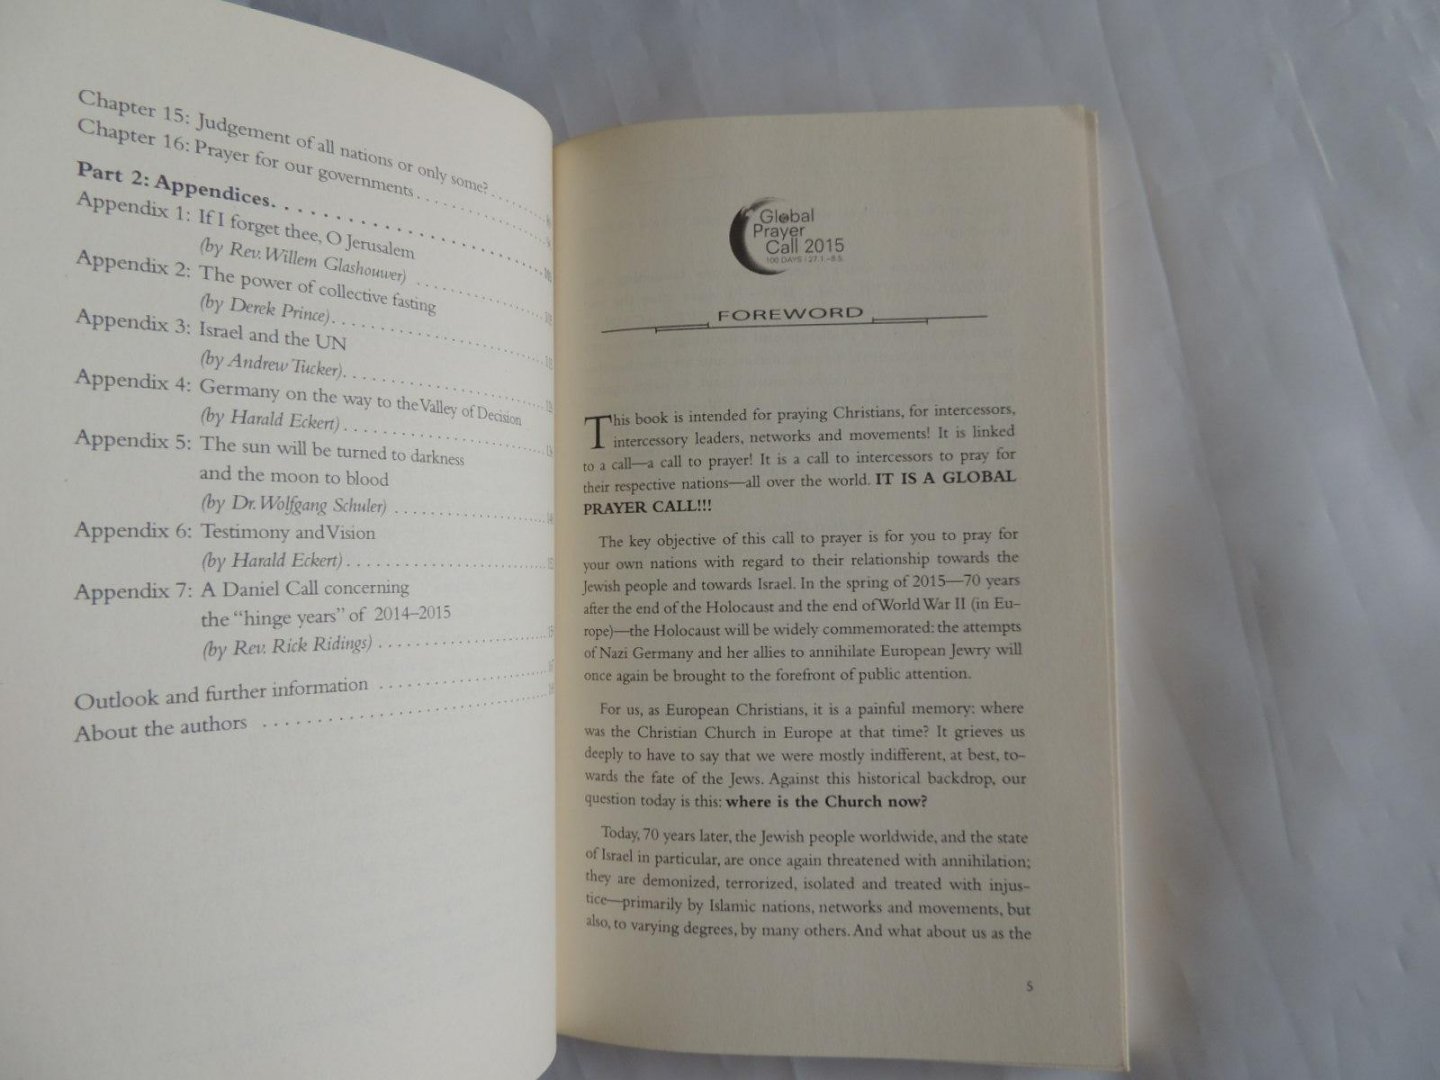 Chapter 15: Judgement of all nations or only some? . . . . . . . .
Chapter 16: Prayer for our governments . . . . . . . . . . . . . . . .
Part 2: Appendices. . . . . . . . . . . . . . . . . . . . . . . . .
Appendix 1: If I forget thee, O Jerusalem
(by Rev. Willem Glashouwer) . . . . . . . . . . . . . . . . .
Appendix 2: The power of collective fasting
(by Derek Prince). . . . . . . . . . . . . . . . . . . . . . . . .
Appendix 3: Israel and the UN
(by Andrew Tucker). . . . . . . . . . . . . . . . . . . . . . .
Appendix 4: Germany on the way to the Valley of Decision
(by Harald Eckert) . . . . . . . . . . . . . . . . . . . . . . .
Appendix 5: The sun will be turned to darkness
and the moon to blood
(by Dr. Wolfgang Schuler) . . . . . . . . . . . . . . . . . .
Appendix 6: Testimony and Vision
(by Harald Eckert) . . . . . . . . . . . . . . . . . . . . . . .
Appendix 7: A Daniel Call concerning
the “hinge years” of 2014–2015
(by Rev. Rick Ridings) . . . . . . . . . . . . . . . . . . . .
Outlook and further information . . . . . . . . . . . . . . . . .
About the authors . . . . . . . . . . . . . . . . . . . . . . . . . . . .
Global
Prayer
Call 2015
100 DAYS | 27.1.–8.5.
FOREWORD
This book is intended for praying Christians, for intercessors,
intercessory leaders, networks and movements! It is linked
to a call—a call to prayer! It is a call to intercessors to pray for
their respective nations—all over the world. IT IS A GLOBAL
PRAYER CALL!!!
The key objective of this call to prayer is for you to pray for
your own nations with regard to their relationship towards the
Jewish people and towards Israel. In the spring of 2015—70 years
after the end of the Holocaust and the end of World War II (in Eu-
rope)—the Holocaust will be widely commemorated: the attempts
of Nazi Germany and her allies to annihilate European Jewry will
once again be brought to the forefront of public attention.
For us, as European Christians, it is a painful memory: where
was the Christian Church in Europe at that time? It grieves us
deeply to have to say that we were mostly indifferent, at best, to-
wards the fate of the Jews. Against this historical backdrop, our
question today is this: where is the Church now?
Today, 70 years later, the Jewish people worldwide, and the state
of Israel in particular, are once again threatened with annihilation;
they are demonized, terrorized, isolated and treated with injus-
tice—primarily by Islamic nations, networks and movements, but
also, to varying degrees, by many others. And what about us as the
5